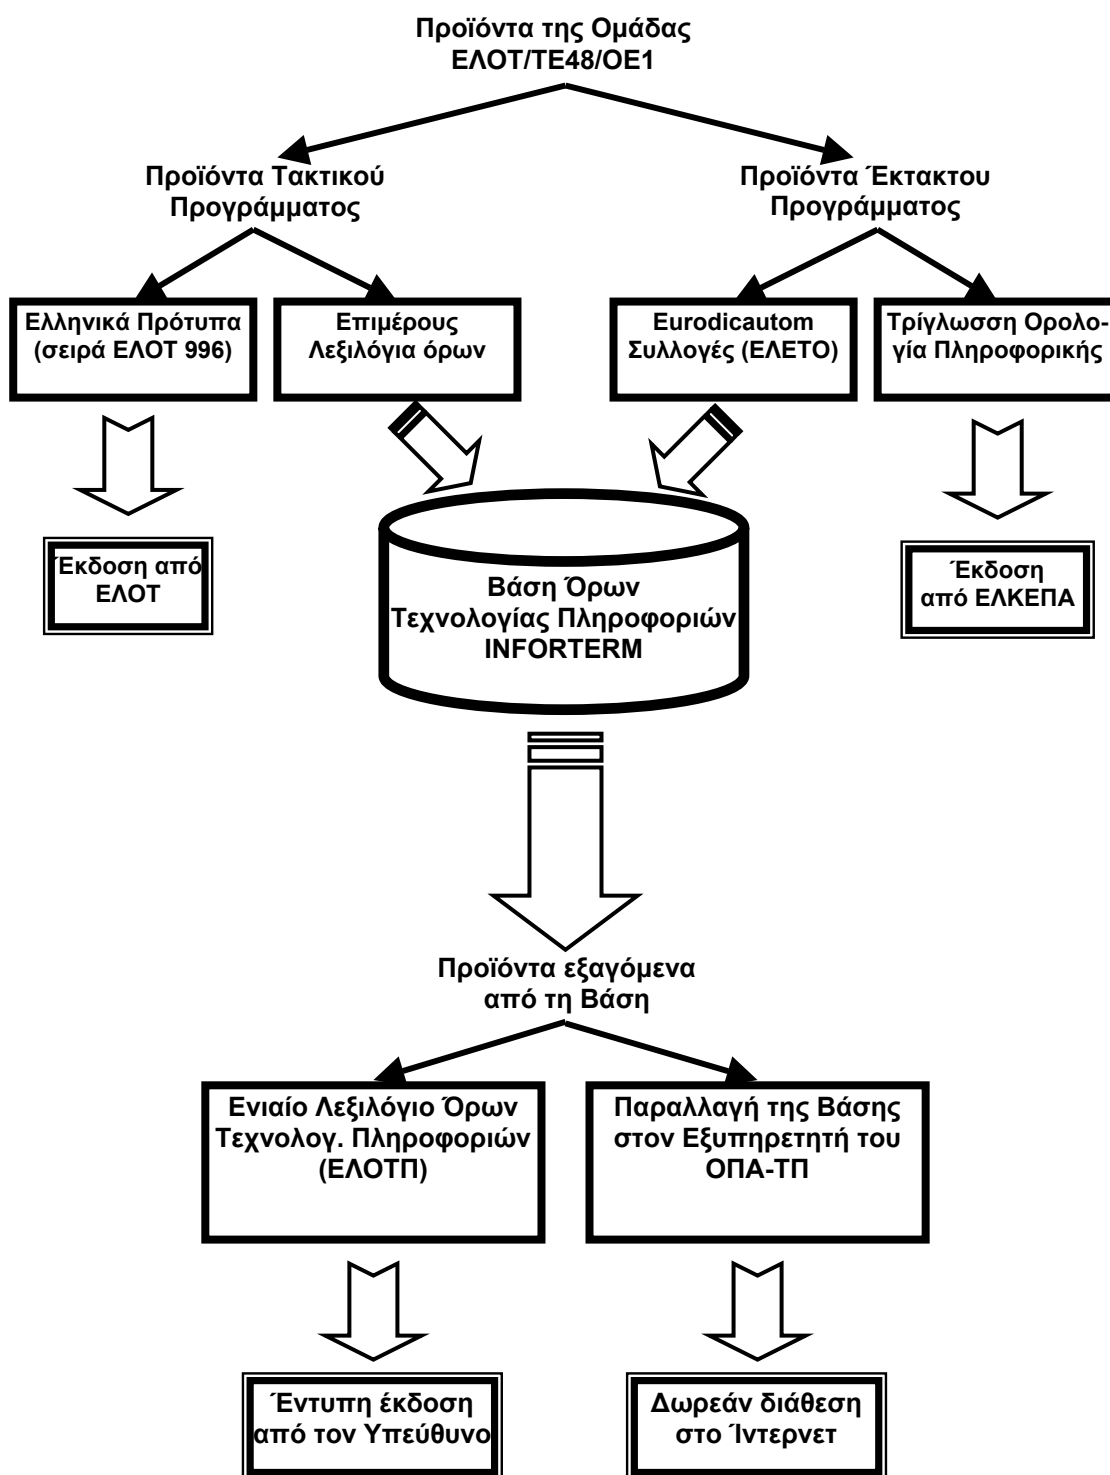 Προϊόντα της Ομάδας
ΕΛΟΤ/ΤΕ48/ΟΕ1
Προϊόντα Τακτικού
Προγράμματος
Προϊόντα Έκτακτου
Προγράμματος
Ελληνικά Πρότυπα
(σειρά ΕΛΟΤ 996)
Επιμέρους
Λεξιλόγια όρων
Eurodicautom
Συλλογές (ΕΛΕΤΟ)
Τρίγλωσση Ορολο-
γία Πληροφορικής
Έκδοση από
ΕΛΟΤ
Έκδοση
από ΕΛΚΕΠΑ
Βάση Όρων
Τεχνολογίας Πληροφοριών
INFORTERM
Προϊόντα εξαγόμενα
από τη Βάση
Ενιαίο Λεξιλόγιο Όρων
Τεχνολογ. Πληροφοριών
(ΕΛΟΤΠ)
Παραλλαγή της Βάσης
στον Εξυπηρετητή του
ΟΠΑ-ΤΠ
Έντυπη έκδοση
από τον Υπεύθυνο
Δωρεάν διάθεση
στο Ίντερνετ